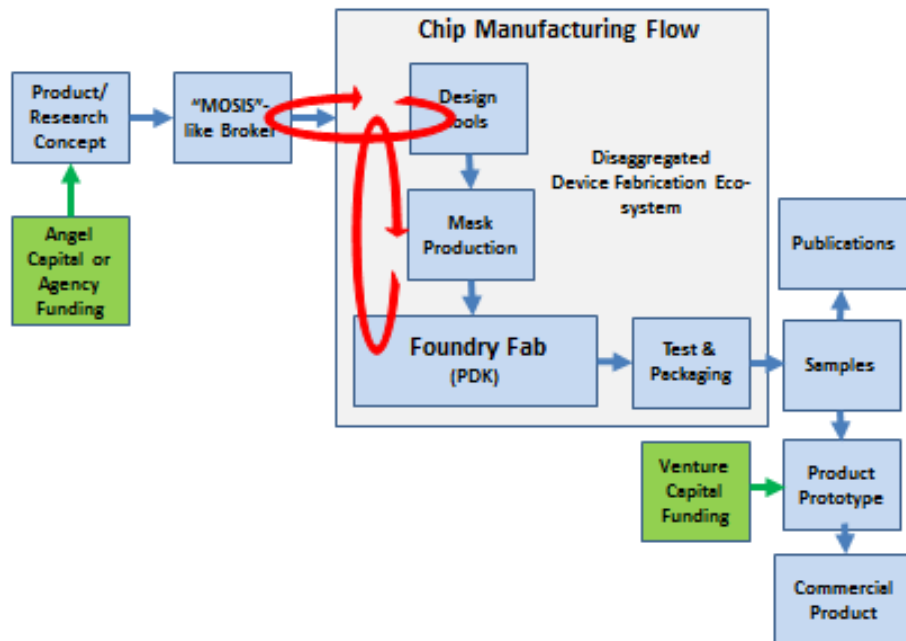 Chip Manufacturing Flow
Product/
Research
Concept
"MOSIS"-
like Broker
Design
Tools
Disaggregated
Device Fabrication Eco-
system
Angel
Capital or
Agency
Funding
Mask
Production
Publications
Foundry Fab
(PDK)
Test &
Packaging
Samples
Venture
Capital
Funding
Product
Prototype
Commercial
Product